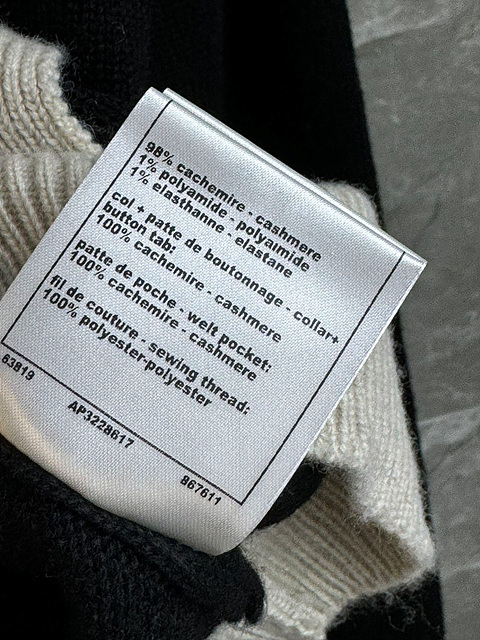 98% cachemire - cashmere
1% polyamide - polyamide
1% elasthanne - elastane
col + patte de boutonnage - collar+
button tab:
100% cachemire - cashmere
patte de poche - welt pocket:
100% cachemire - cashmere
fil de couture - sewing thread:
100% polyester-polyester
63819
AP3228617
867611